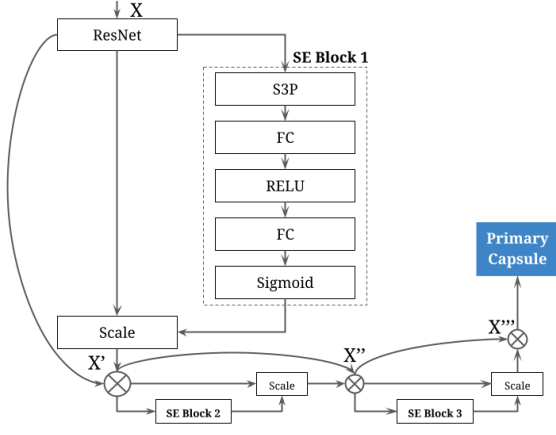 X
ResNet
SE Block 1
S3P
FC
RELU
FC
Sigmoid
Primary
Capsule
Scale
X'
X''
X'''
Scale
Scale
SE Block 2
SE Block 3